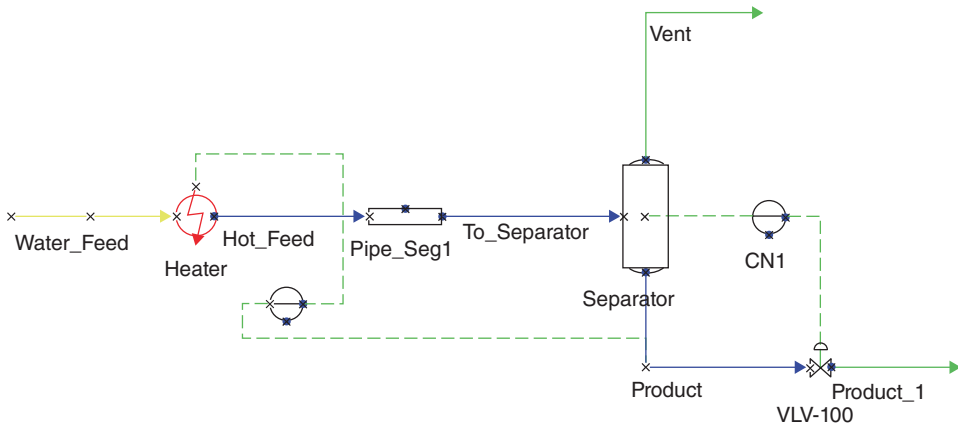 Vent
Water_Feed
Hot_Feed
Heater
Pipe_Seg1
To_Separator
Separator
CN1
Product
Product_1
VLV-100